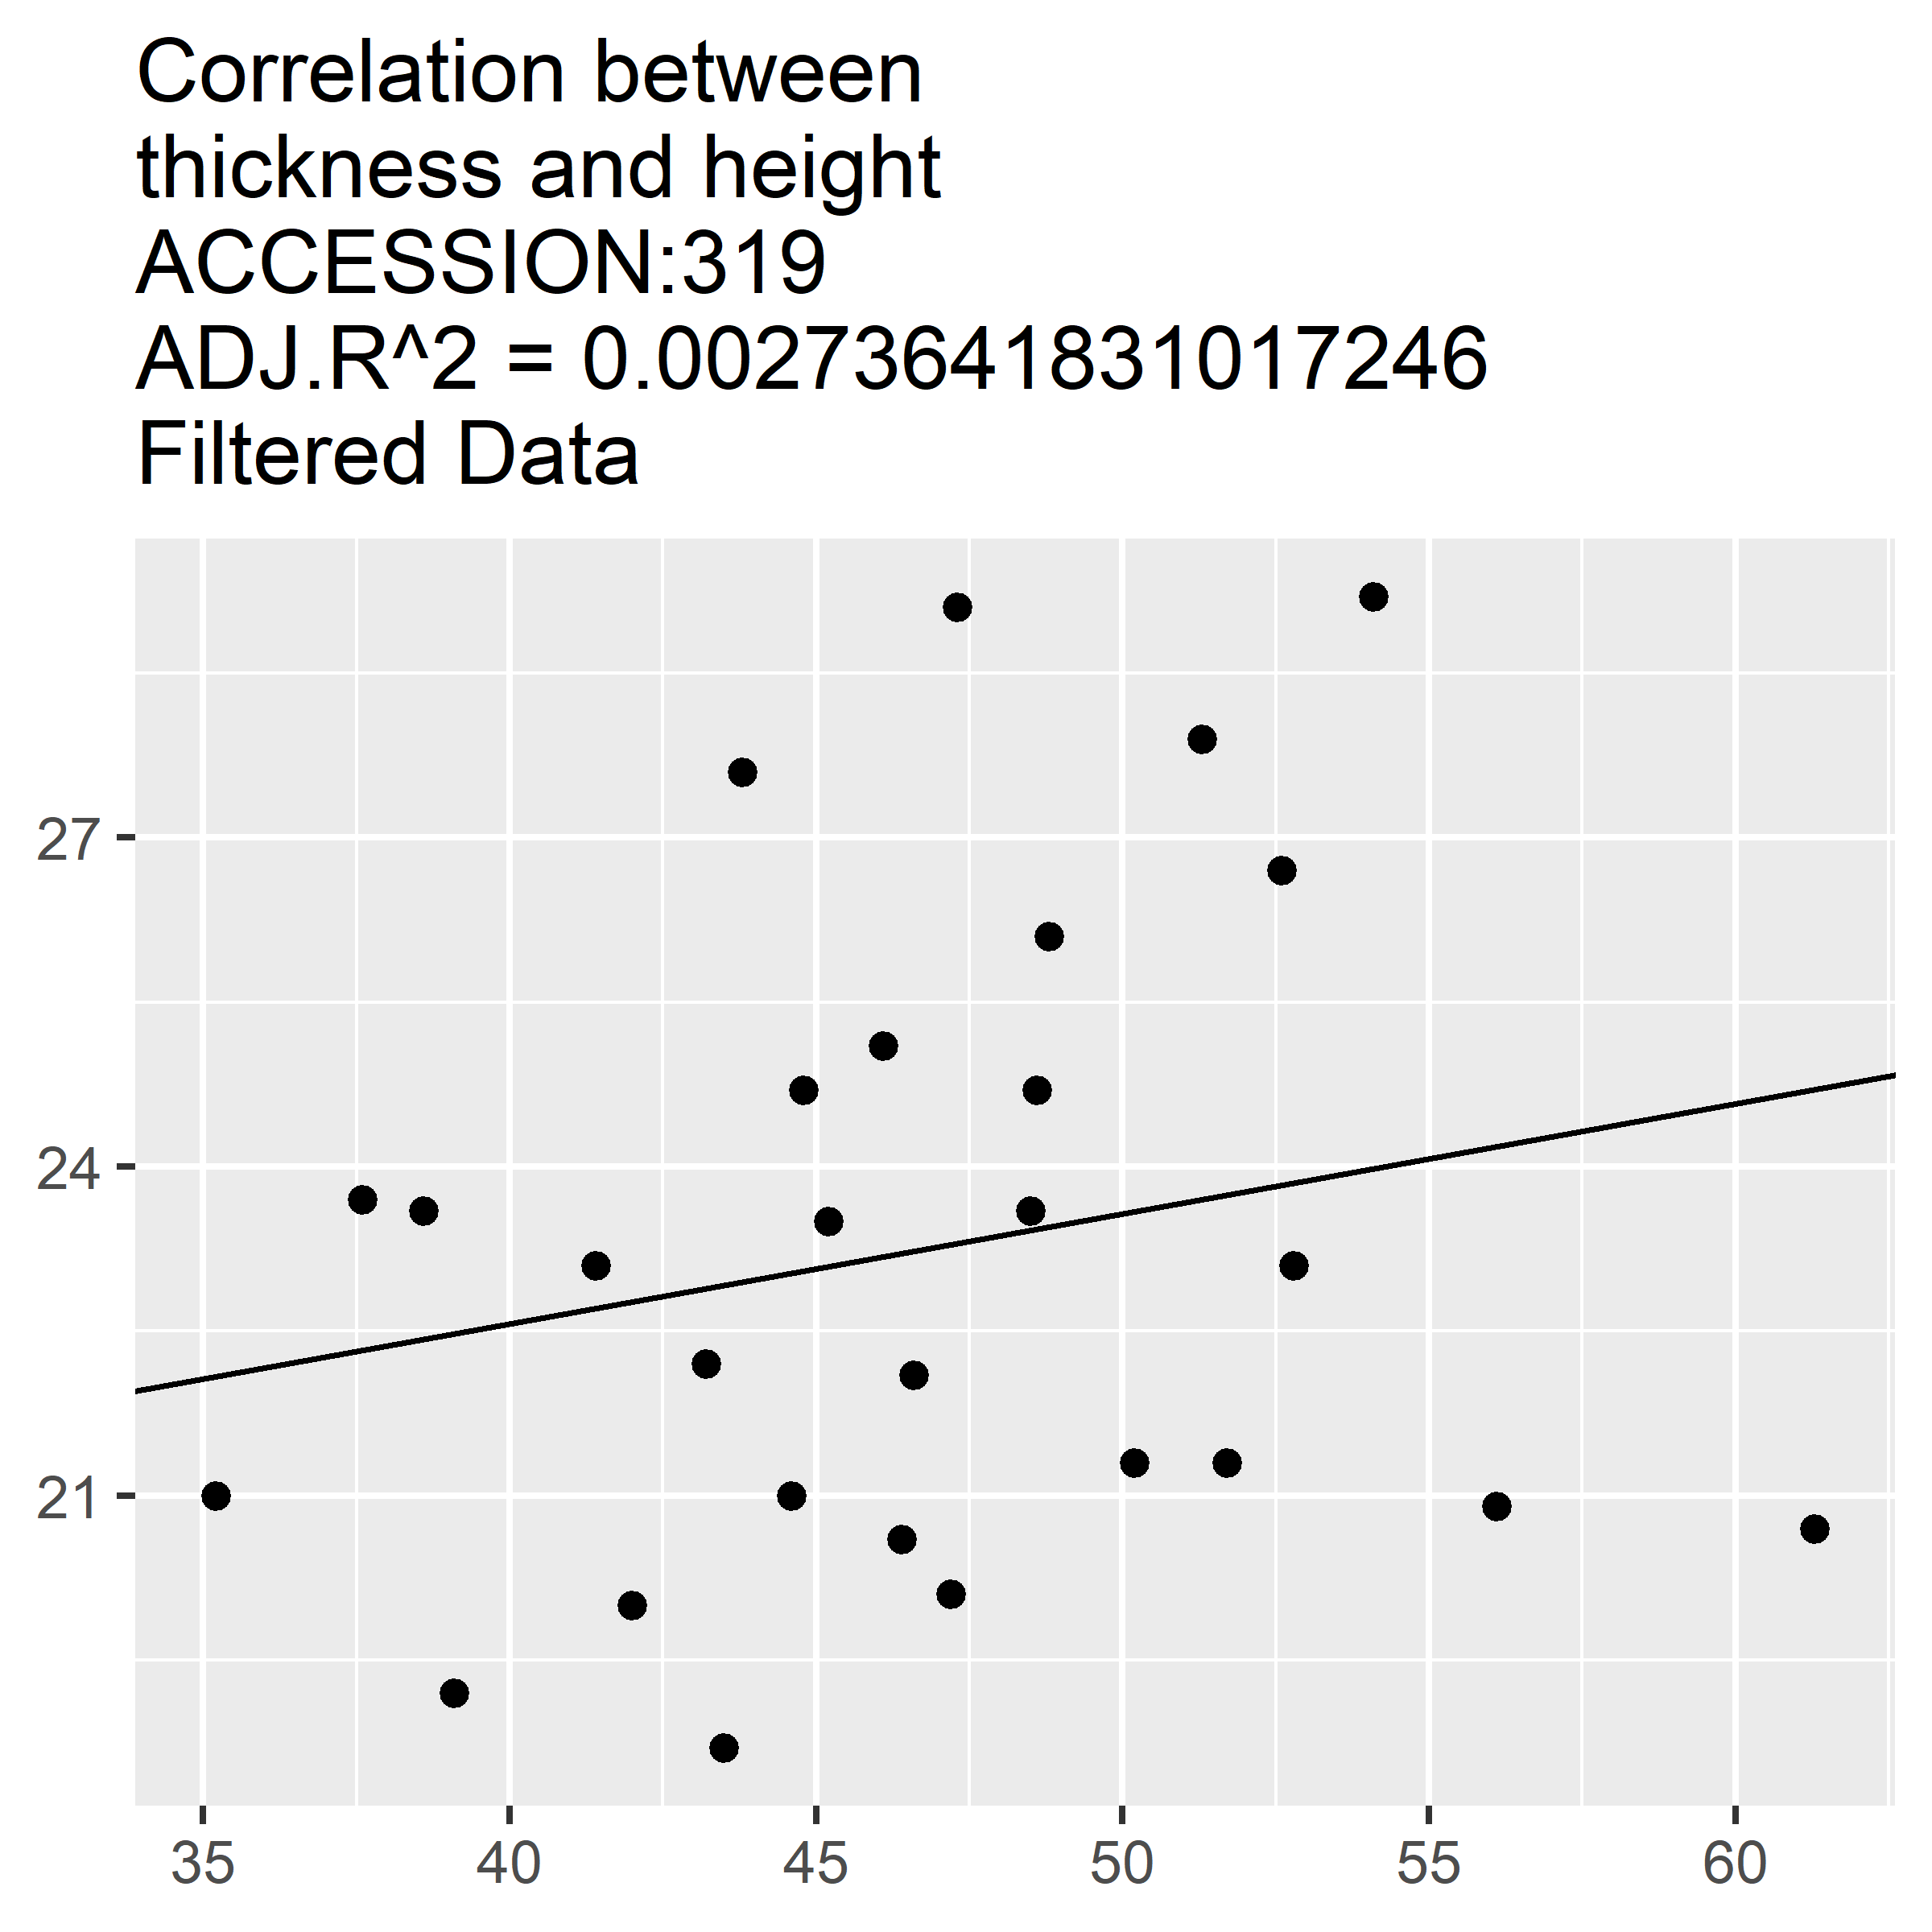 Correlation between
thickness and height
ACCESSION:319
ADJ.R^2 = 0.00273641831017246
Filtered Data
27
24
21
35 40 45 50 55 60